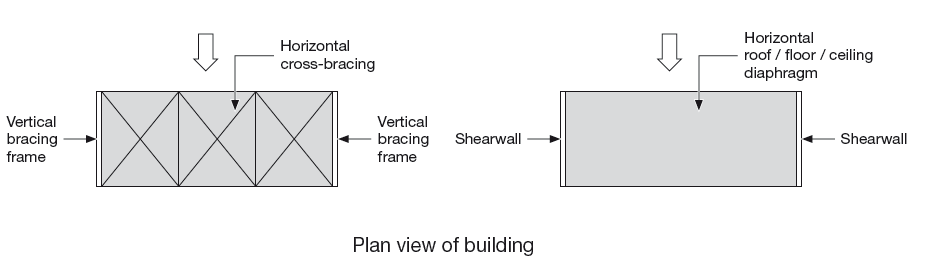 Horizontal
cross-bracing
Vertical
bracing
frame
Vertical
bracing
frame
Horizontal
roof / floor / ceiling
diaphragm
Shearwall
Shearwall
Plan view of building